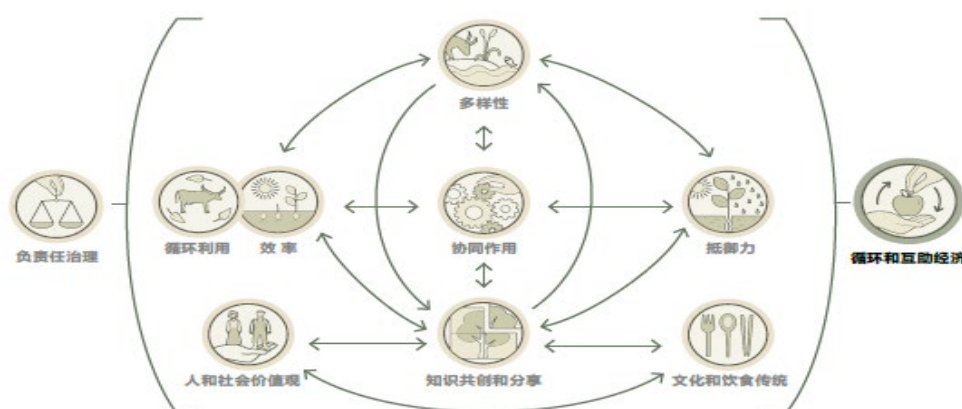 多样性
负责任治理
循环利用
效率
协同作用
抵御力
循环和互助经济
人和社会价值观
知识共创和分享
文化和饮食传统